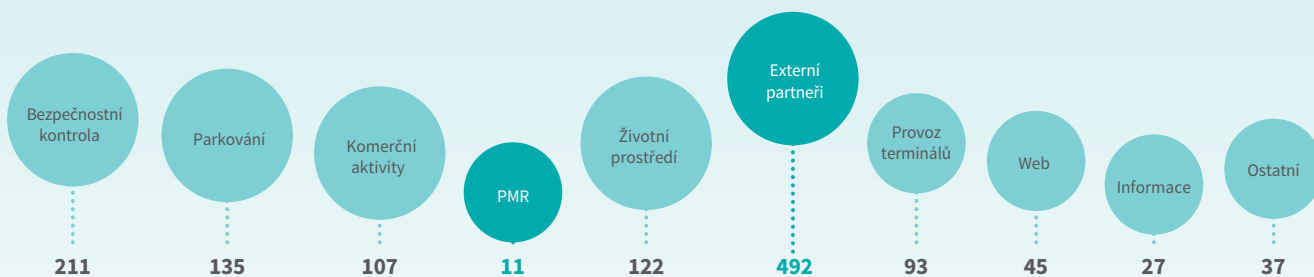 Bezpečnostní
kontrola
Parkování
Komerční
aktivity
PMR
Životní
prostředí
Externí
partneři
Provoz
terminálů
Web
Informace
Ostatní
211
135
107
11
122
492
93
45
27
37